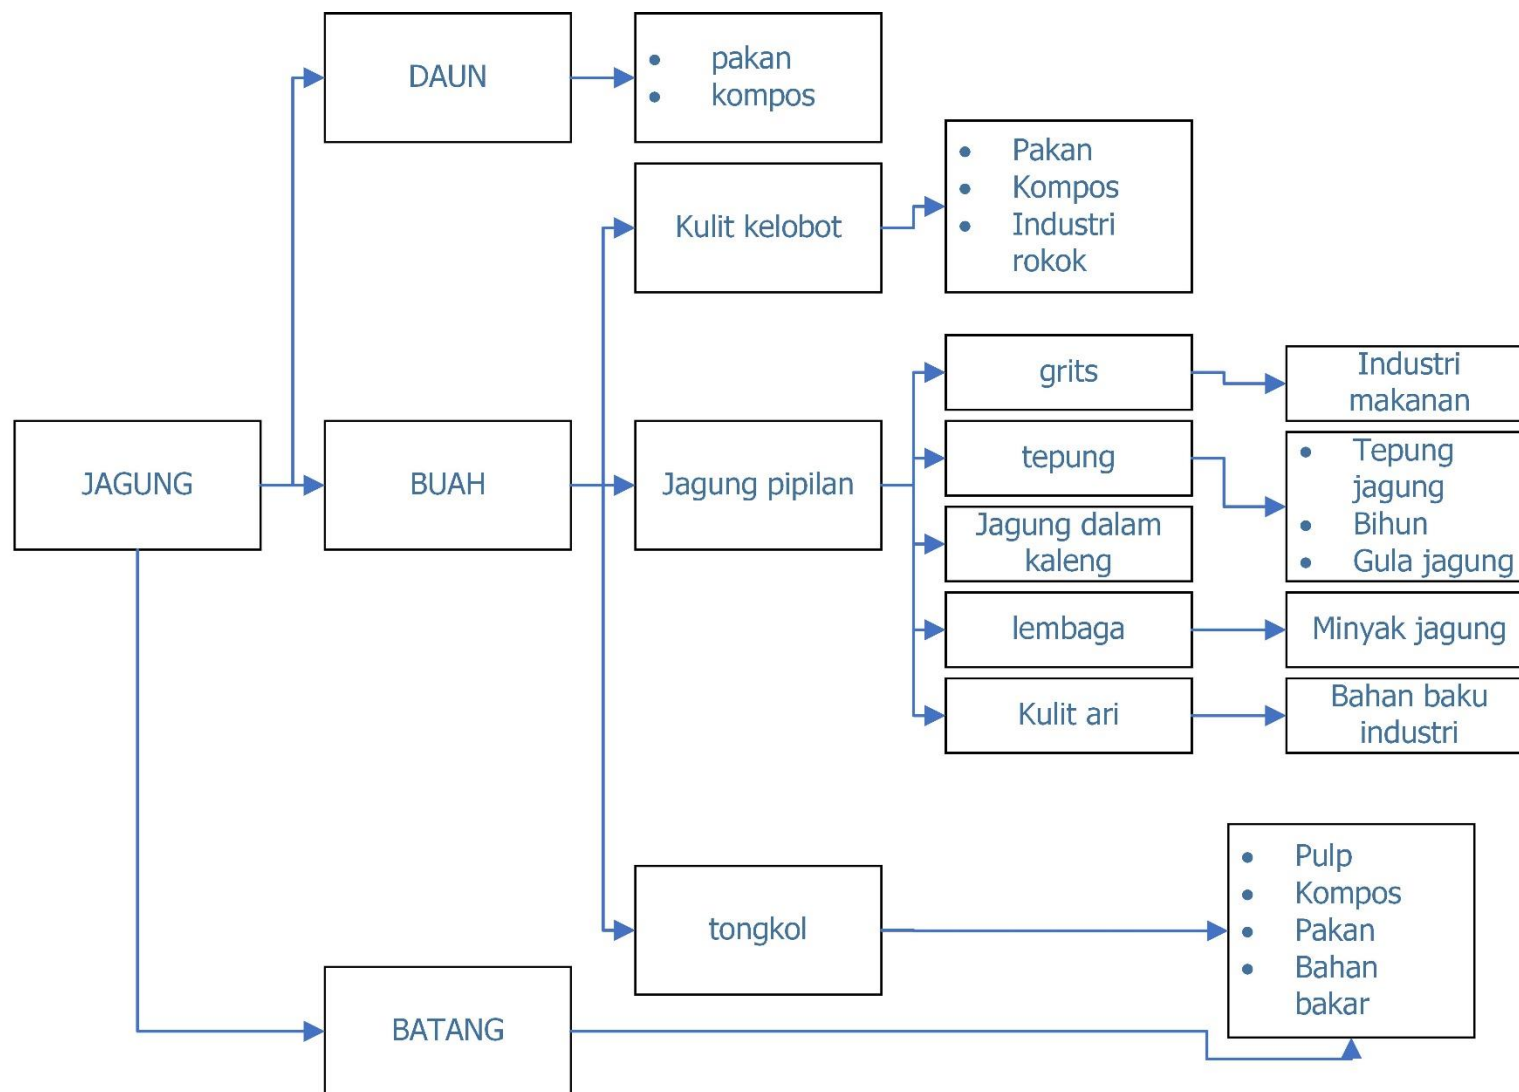 DAUN
• pakan
• kompos
Kulit kelobot
• Pakan
• Kompos
• Industri
rokok
JAGUNG
BUAH
Jagung pipilan
grits
Industri
makanan
tepung
• Tepung
jagung
• Bihun
• Gula jagung
Jagung dalam
kaleng
lembaga
Minyak jagung
Kulit ari
Bahan baku
industri
tongkol
• Pulp
• Kompos
• Pakan
• Bahan
bakar
BATANG